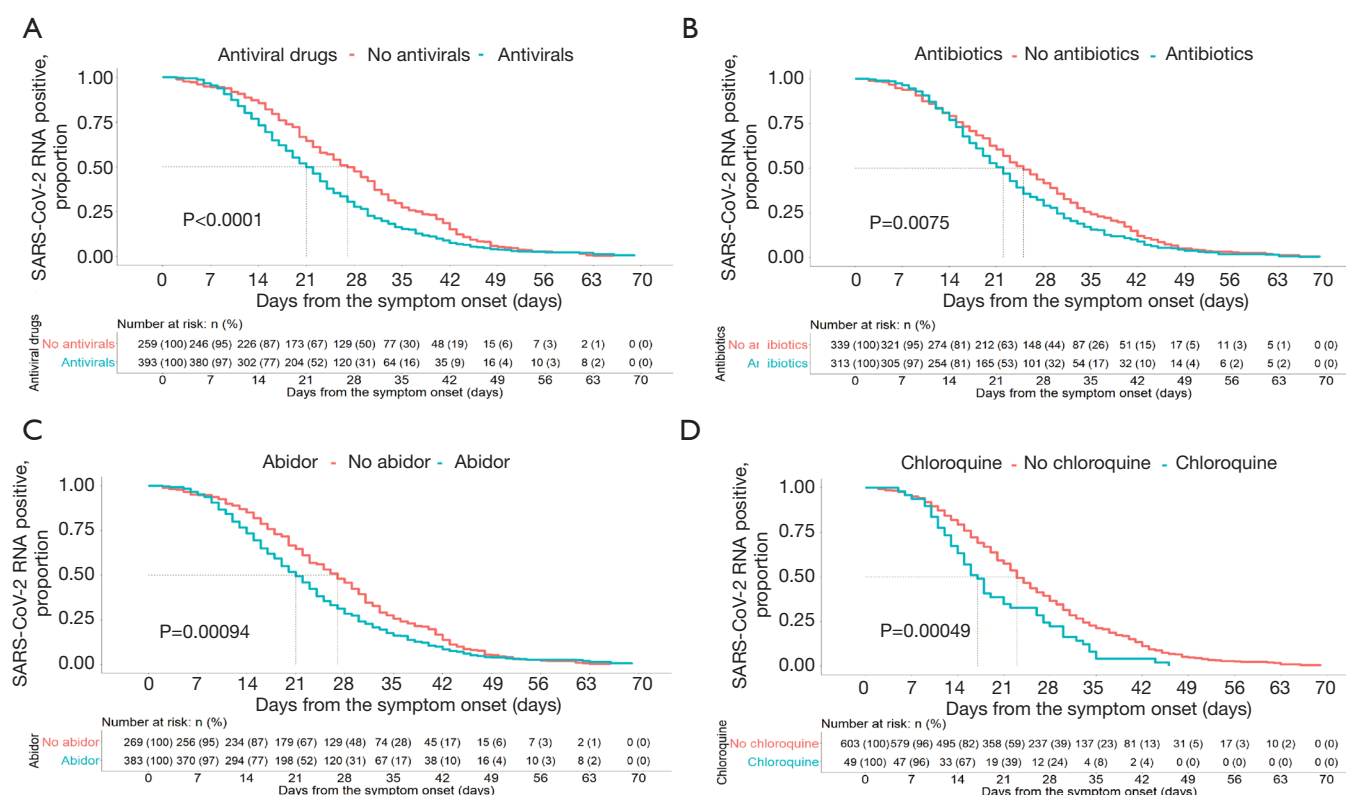 A
Antiviral drugs No antivirals Antivirals
SARS-CoV-2 RNA positive, proportion
1.00
0.75
0.50
0.25
0.00
P<0.0001
0 7 14 21 28 35 42 49 56 63 70
Days from the symptom onset (days)
Number at risk: n (%)
Antiviral drugs
No antivirals 259 (100) 246 (95) 226 (87) 173 (67) 129 (50) 77 (30) 48 (19) 15 (6) 7 (3) 2 (1) 0 (0)
Antivirals 393 (100) 380 (97) 302 (77) 204 (52) 120 (31) 64 (16) 35 (9) 16 (4) 10 (3) 8 (2) 0 (0)
0 7 14 21 28 35 42 49 56 63 70
Days from the symptom onset (days)
B
Antibiotics No antibiotics Antibiotics
SARS-CoV-2 RNA positive, proportion
1.00
0.75
0.50
0.25
0.00
P=0.0075
0 7 14 21 28 35 42 49 56 63 70
Days from the symptom onset (days)
Number at risk: n (%)
Antibiotics
No a ibiotics 339 (100) 321 (95) 274 (81) 212 (63) 148 (44) 87 (26) 51 (15) 17 (5) 11 (3) 5 (1) 0 (0)
A ibiotics 313 (100) 305 (97) 254 (81) 165 (53) 101 (32) 54 (17) 32 (10) 14 (4) 6 (2) 5 (2) 0 (0)
0 7 14 21 28 35 42 49 56 63 70
Days from the symptom onset (days)
C
Abidor No abidor Abidor
SARS-CoV-2 RNA positive, proportion
1.00
0.75
0.50
0.25
0.00
P=0.00094
0 7 14 21 28 35 42 49 56 63 70
Days from the symptom onset (days)
Number at risk: n (%)
Abidor
No abidor 269 (100) 256 (95) 234 (87) 179 (67) 129 (48) 74 (28) 45 (17) 15 (6) 7 (3) 2 (1) 0 (0)
Abidor 383 (100) 370 (97) 294 (77) 198 (52) 120 (31) 67 (17) 38 (10) 16 (4) 10 (3) 8 (2) 0 (0)
0 7 14 21 28 35 42 49 56 63 70
Days from the symptom onset (days)
D
Chloroquine No chloroquine Chloroquine
SARS-CoV-2 RNA positive, proportion
1.00
0.75
0.50
0.25
0.00
P=0.00049
0 7 14 21 28 35 42 49 56 63 70
Days from the symptom onset (days)
Number at risk: n (%)
Chloroquine
No chloroquine 603 (100) 579 (96) 495 (82) 358 (59) 237 (39) 137 (23) 81 (13) 31 (5) 17 (3) 10 (2) 0 (0)
Chloroquine 49 (100) 47 (96) 33 (67) 19 (39) 12 (24) 4 (8) 2 (4) 0 (0) 0 (0) 0 (0) 0 (0)
0 7 14 21 28 35 42 49 56 63 70
Days from the symptom onset (days)